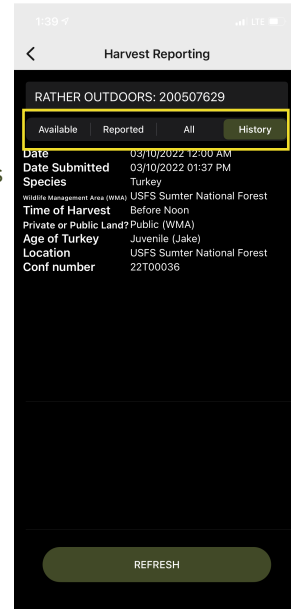 1:39
LTE
Harvest Reporting
RATHER OUTDOORS: 200507629
Available Reported All History
Date 03/10/2022 12:00 AM
Date Submitted 03/10/2022 01:37 PM
Species Turkey
Wildlife Management Area (WMA) USFS Sumter National Forest
Time of Harvest Before Noon
Private or Public Land? Public (WMA)
Age of Turkey Juvenile (Jake)
Location USFS Sumter National Forest
Conf number 22T00036
s
REFRESH